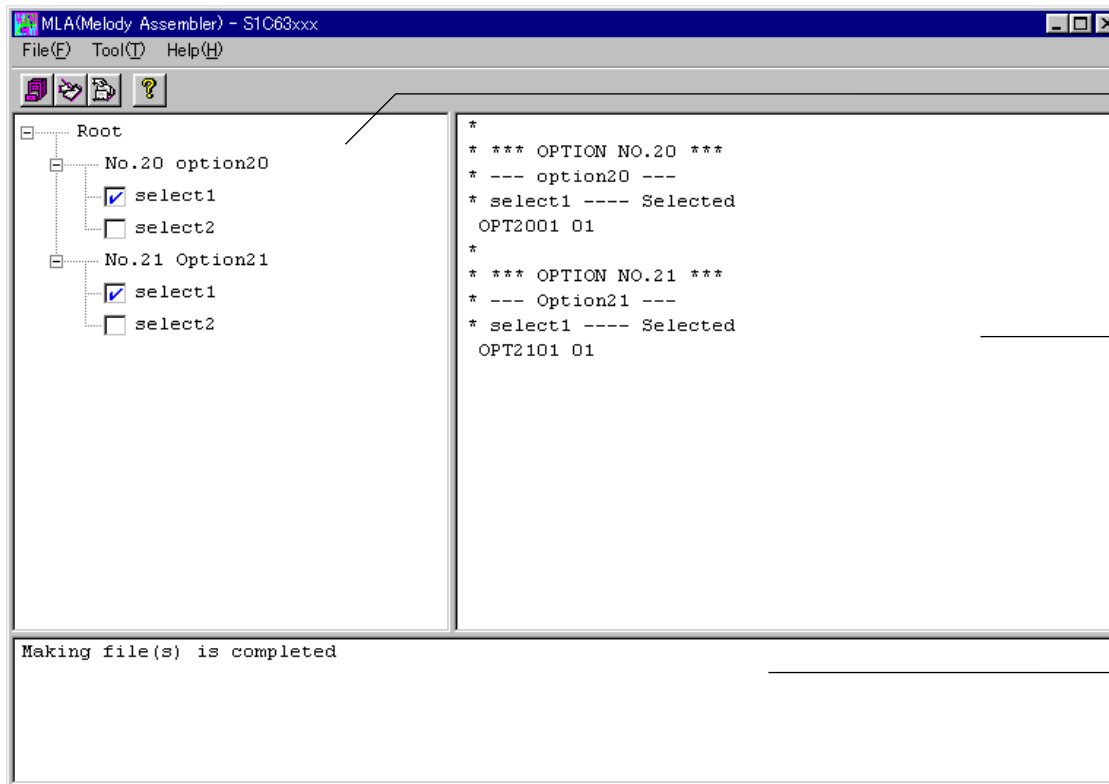 MLA(Melody Assembler) - S1C63xxx
File(F) Tool(T) Help(H)
Root
No.20 option20
select1
select2
No.21 Option21
select1
select2
*
* *** OPTION NO.20 ***
* --- option20 ---
* select1 ---- Selected
OPT2001 01
*
* *** OPTION NO.21 ***
* --- Option21 ---
* select1 ---- Selected
OPT2101 01
Making file(s) is completed